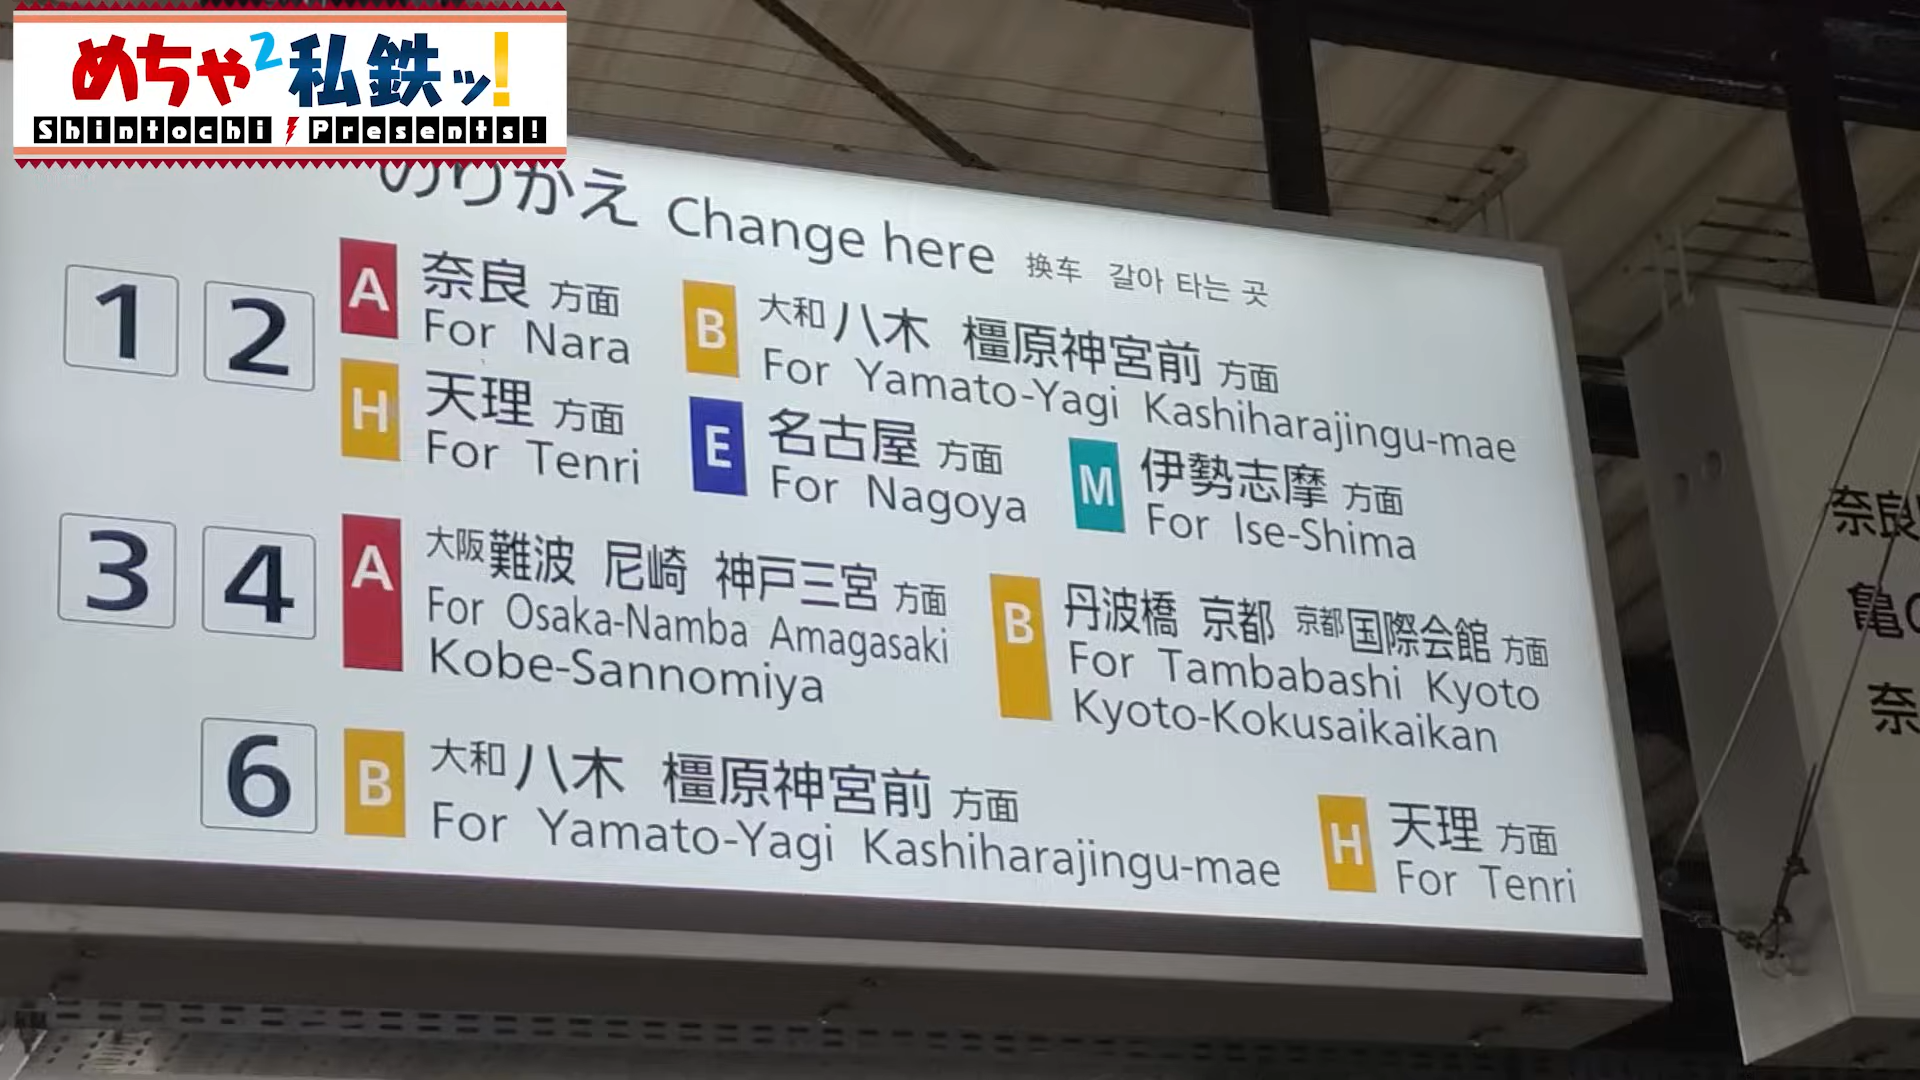 めちゃ2私鉄ッ!
Shintochi Presents!
のりかえ Change here 换车 갈아 타는 곳
1 2 A 奈良 方面 B 大和八木 橿原神宮前 方面
For Nara For Yamato-Yagi Kashiharajingu-mae
H 天理 方面 E 名古屋 方面 M 伊勢志摩 方面
For Tenri For Nagoya For Ise-Shima
3 4 A 大阪難波 尼崎 神戸三宮 方面 B 丹波橋 京都 京都国際会館 方面
For Osaka-Namba Amagasaki For Tambabashi Kyoto
Kobe-Sannomiya Kyoto-Kokusaikaikan
6 B 大和八木 橿原神宮前 方面 H 天理 方面
For Yamato-Yagi Kashiharajingu-mae For Tenri
奈良
亀の
奈